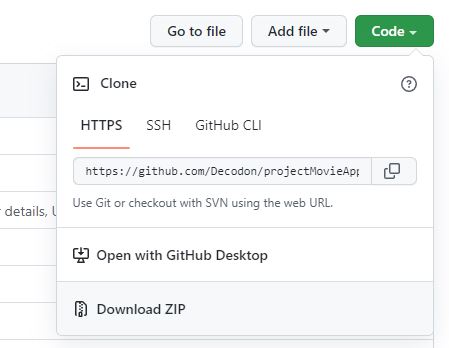 Go to file
Add file
Code
Clone
HTTPS
SSH
GitHub CLI
https://github.com/Decodon/projectMovieApp
Use Git or checkout with SVN using the web URL.
details,
Open with GitHub Desktop
Download ZIP